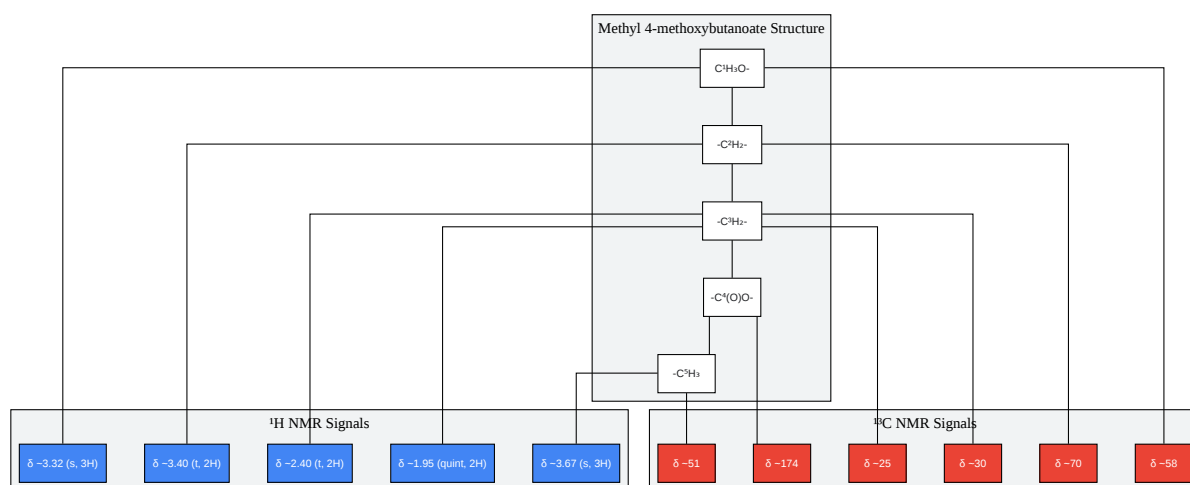 Methyl 4-methoxybutanoate Structure
C¹H₃O-
-C²H₂-
-C³H₂-
-C⁴(O)O-
-C⁵H₃
¹H NMR Signals
¹³C NMR Signals
δ ~3.32 (s, 3H)
δ ~3.40 (t, 2H)
δ ~2.40 (t, 2H)
δ ~1.95 (quint, 2H)
δ ~3.67 (s, 3H)
δ ~51
δ ~174
δ ~25
δ ~30
δ ~70
δ ~58